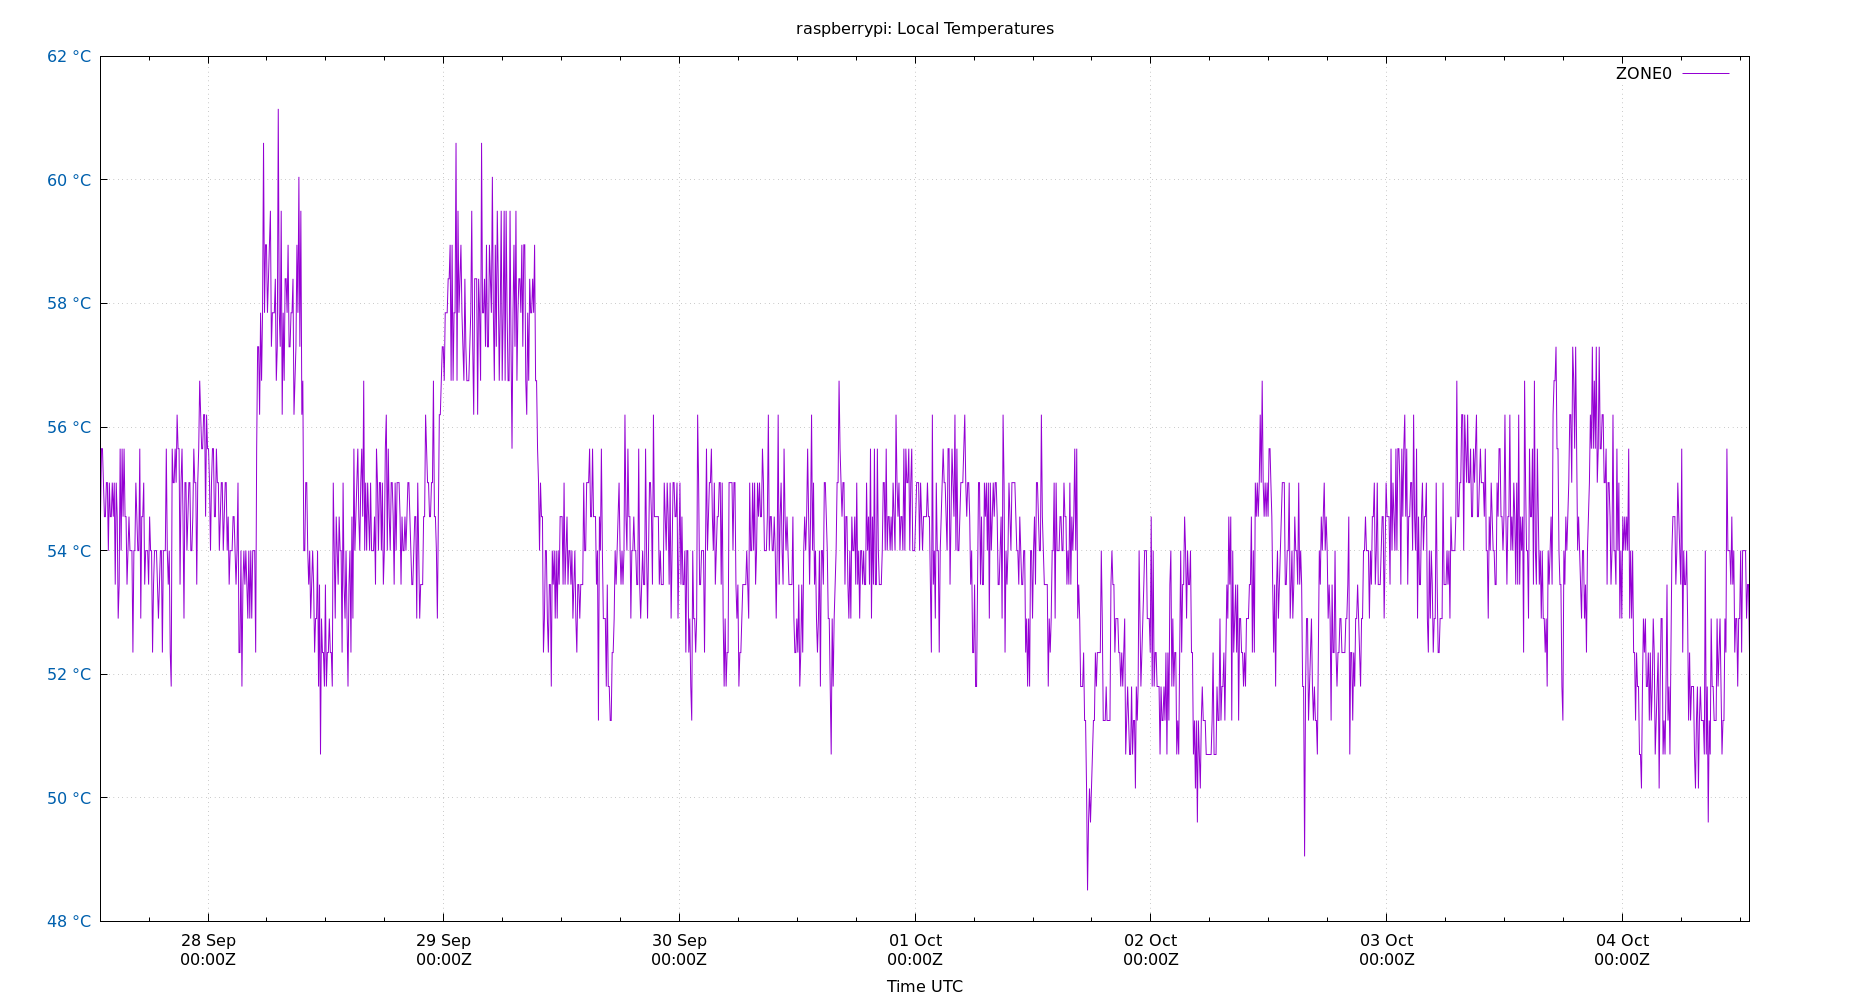 raspberrypi: Local Temperatures
62 °C
ZONE0
60 °C
58 °C
56 °C
54 °C
52 °C
50 °C
48 °C
28 Sep 29 Sep 30 Sep 01 Oct 02 Oct 03 Oct 04 Oct
00:00Z 00:00Z 00:00Z 00:00Z 00:00Z 00:00Z 00:00Z
Time UTC